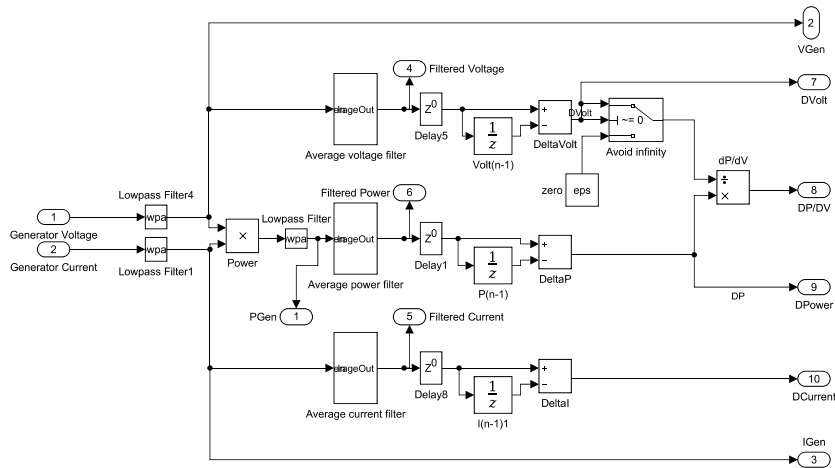 2
VGen
4
Filtered Voltage
7
DVolt
Z0
Delay5
+
−
DeltaVolt
DVolt
~= 0
Avoid infinity
Average voltage filter
1
z
Volt(n-1)
zero
eps
dP/dV
÷
×
8
DP/DV
Lowpass Filter4
wpa
1
Generator Voltage
2
Generator Current
wpa
Lowpass Filter1
×
Power
Lowpass Filter
wpa
Filtered Power
6
Average power filter
Z0
Delay1
1
z
P(n-1)
+
−
DeltaP
DP
9
DPower
PGen
1
5
Filtered Current
Average current filter
Z0
Delay8
1
z
I(n-1)1
+
−
DeltaI
10
DCurrent
IGen
3